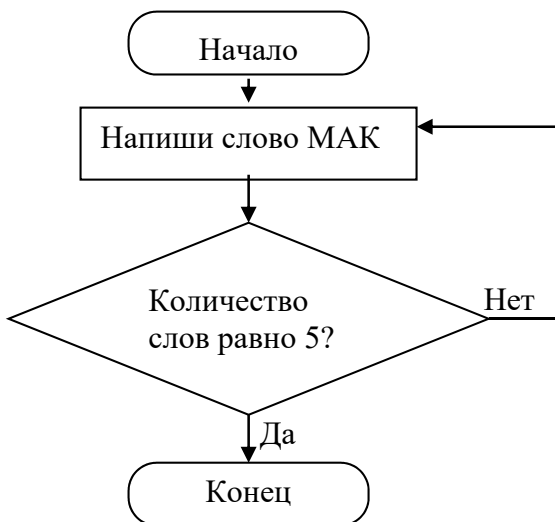 Начало
Напиши слово МАК
Количество
слов равно 5?
Нет
Да
Конец